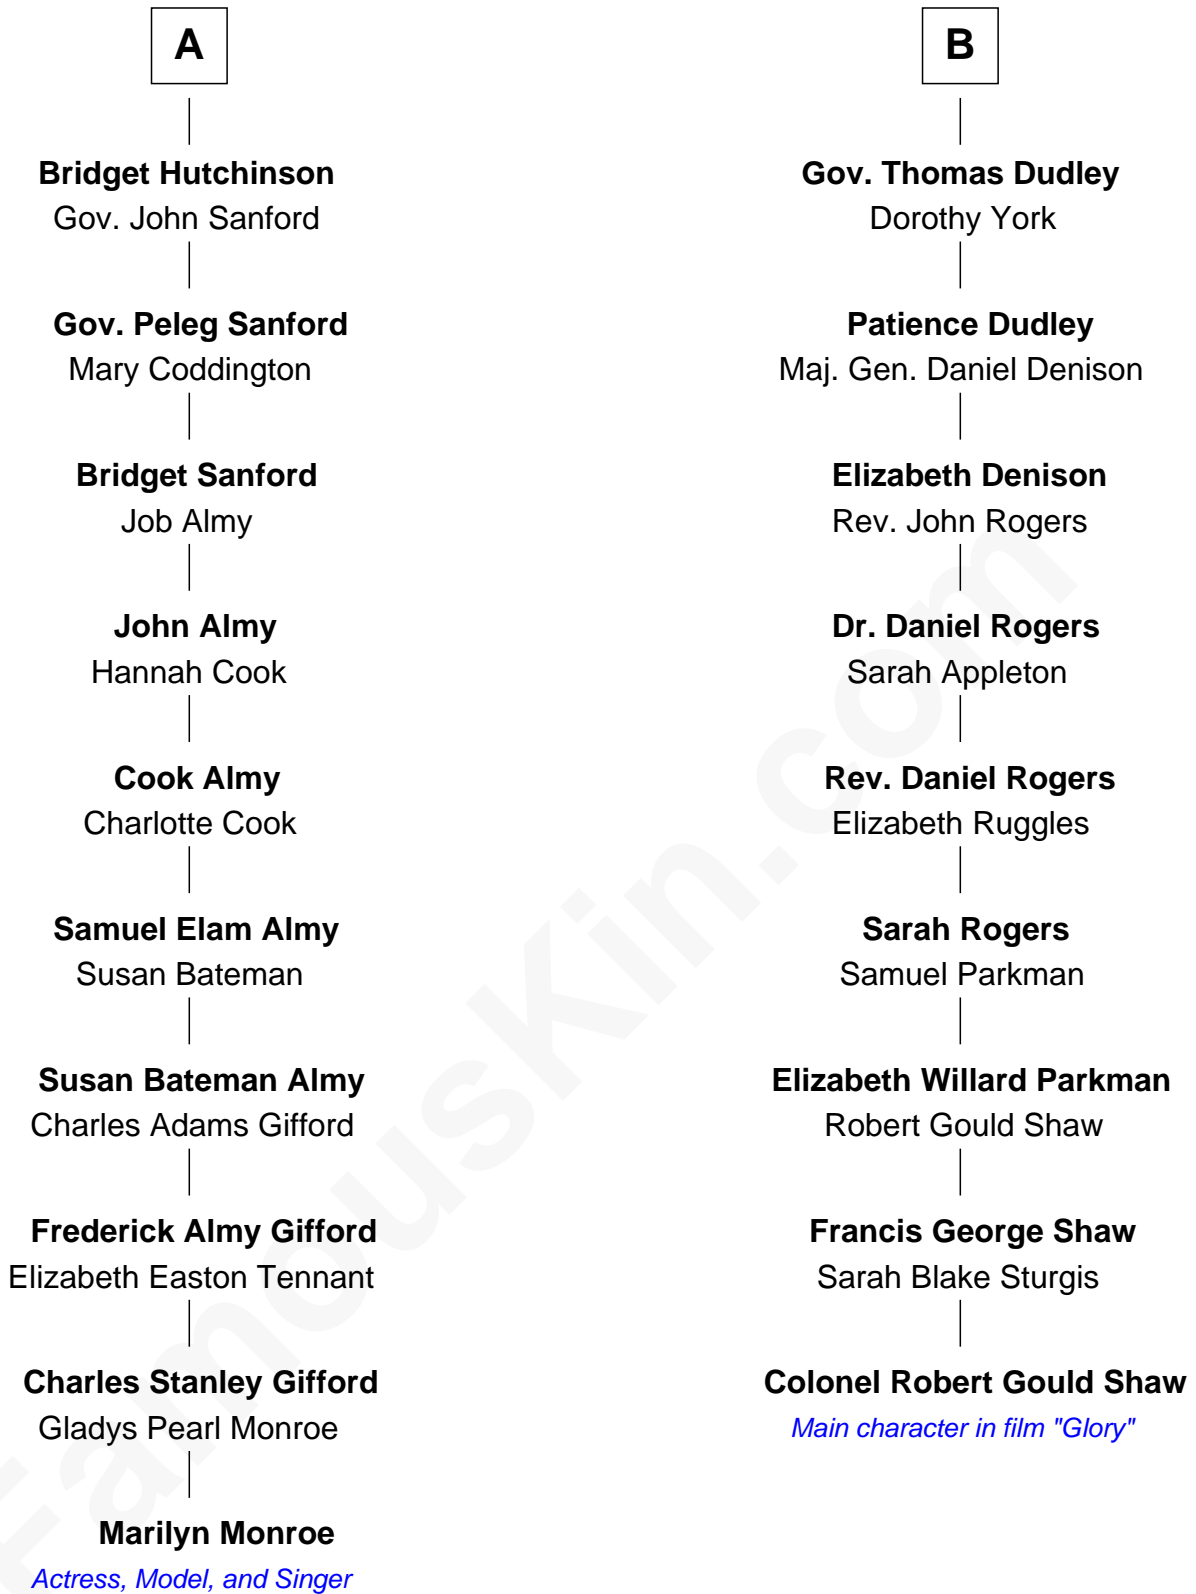 A
Bridget Hutchinson
Gov. John Sanford
Gov. Peleg Sanford
Mary Coddington
Bridget Sanford
Job Almy
John Almy
Hannah Cook
Cook Almy
Charlotte Cook
Samuel Elam Almy
Susan Bateman
Susan Bateman Almy
Charles Adams Gifford
Frederick Almy Gifford
Elizabeth Easton Tennant
Charles Stanley Gifford
Gladys Pearl Monroe
Marilyn Monroe
Actress, Model, and Singer
B
Gov. Thomas Dudley
Dorothy York
Patience Dudley
Maj. Gen. Daniel Denison
Elizabeth Denison
Rev. John Rogers
Dr. Daniel Rogers
Sarah Appleton
Rev. Daniel Rogers
Elizabeth Ruggles
Sarah Rogers
Samuel Parkman
Elizabeth Willard Parkman
Robert Gould Shaw
Francis George Shaw
Sarah Blake Sturgis
Colonel Robert Gould Shaw
Main character in film "Glory"
FamousKin.com